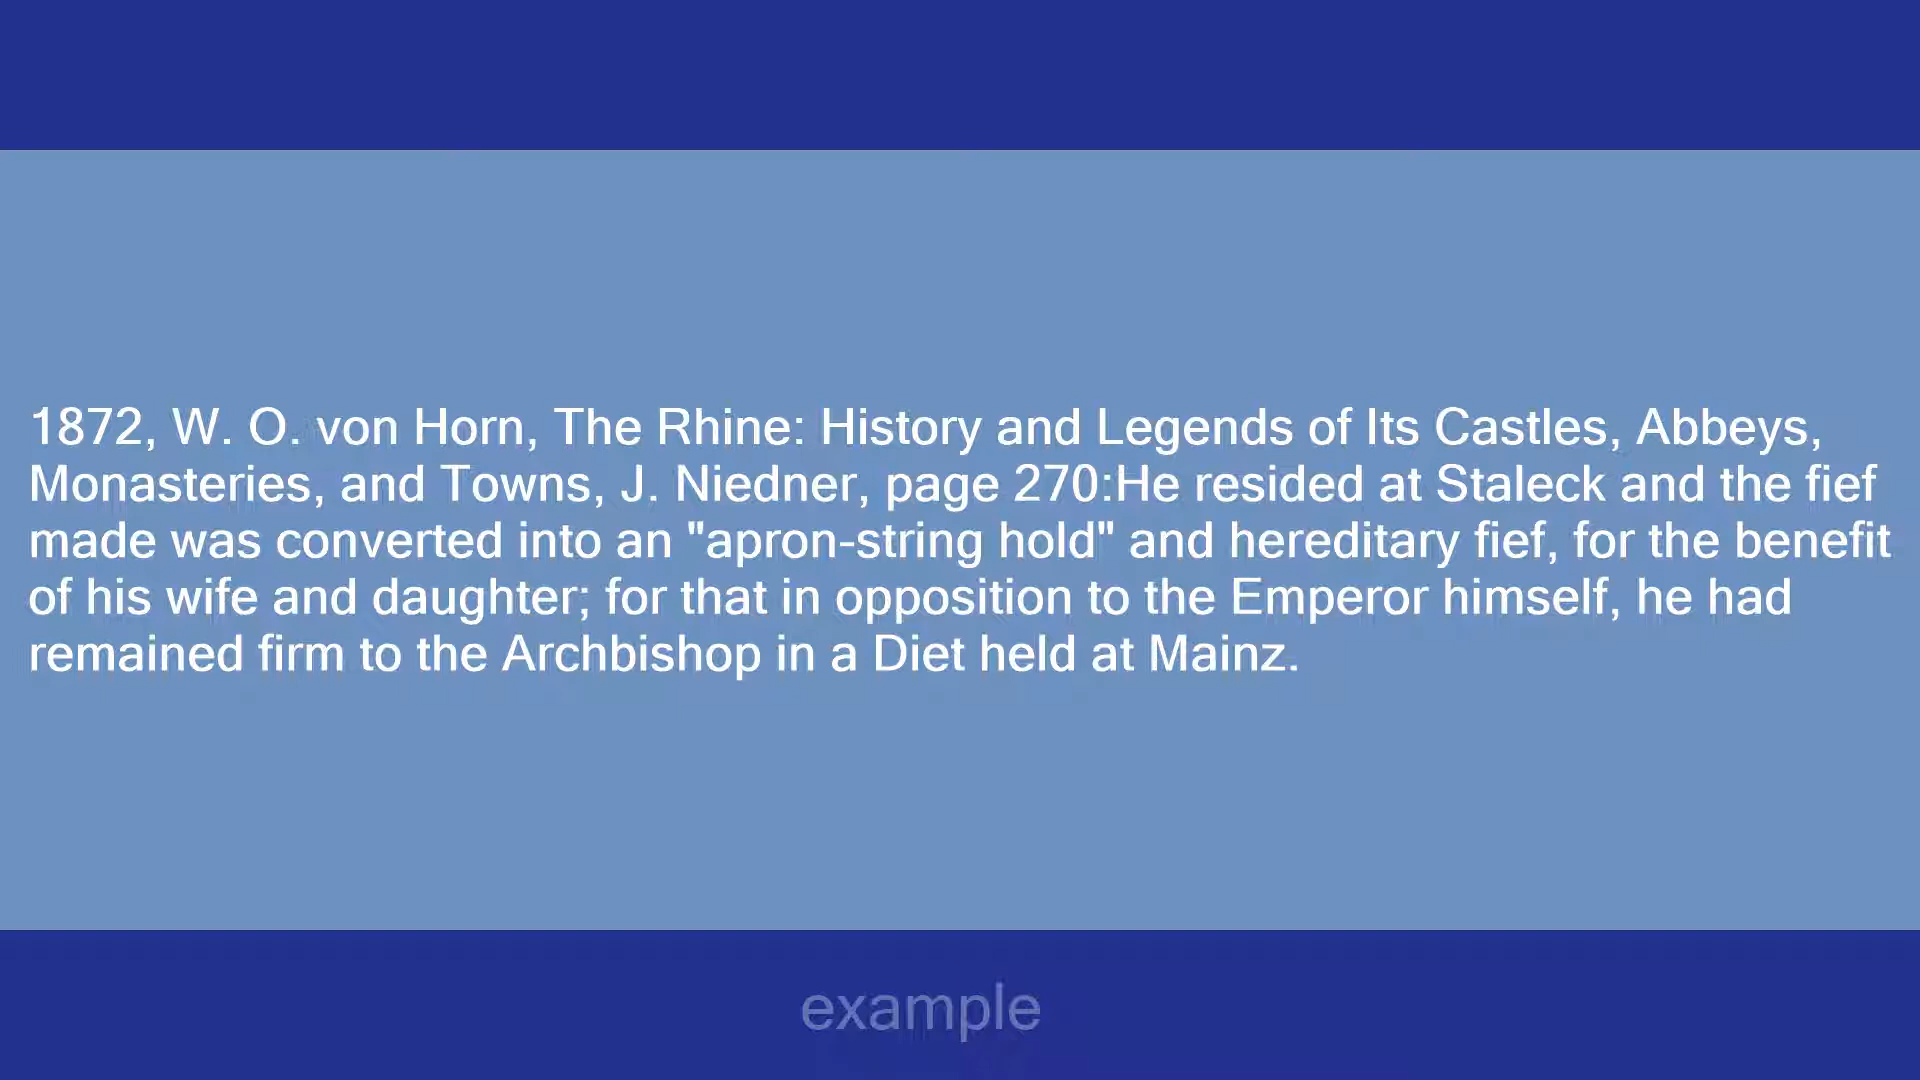 1872, W. O. von Horn, The Rhine: History and Legends of Its Castles, Abbeys,
Monasteries, and Towns, J. Niedner, page 270:He resided at Staleck and the fief
made was converted into an "apron-string hold" and hereditary fief, for the benefit
of his wife and daughter; for that in opposition to the Emperor himself, he had
remained firm to the Archbishop in a Diet held at Mainz.
example